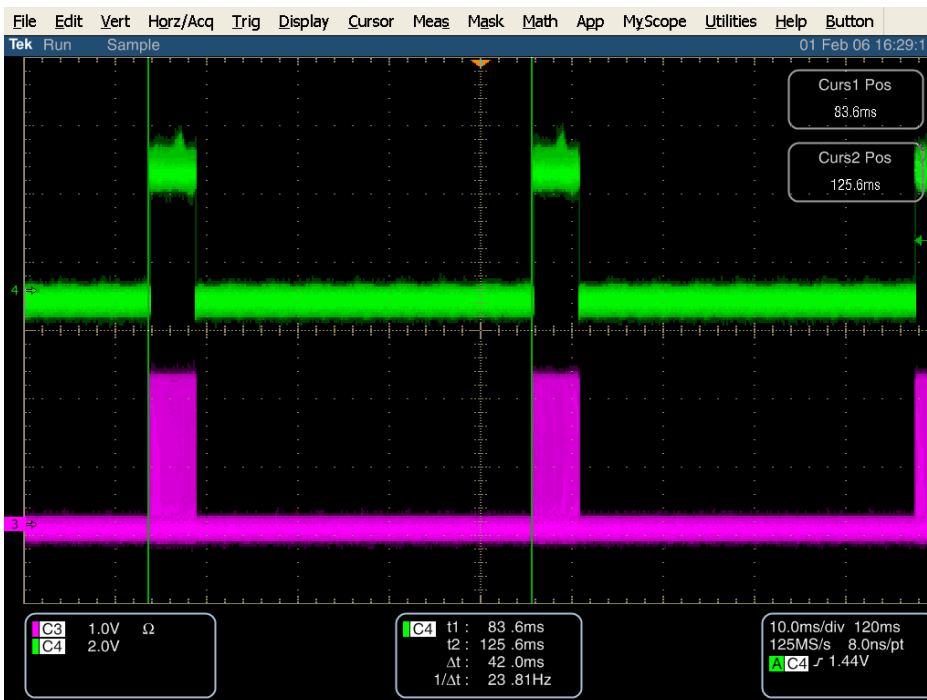 File Edit Vert Horz/Acq Trig Display Cursor Meas Mask Math App MyScope Utilities Help Button
Tek Run Sample 01 Feb 06 16:29:1
Curs1 Pos
83.6ms
Curs2 Pos
125.6ms
4
3
C3 1.0V Ω
C4 2.0V
C4 t1 : 83 .6ms
t2 : 125 .6ms
Δt : 42 .0ms
1/Δt : 23 .81Hz
10.0ms/div 120ms
125MS/s 8.0ns/pt
A C4 1.44V